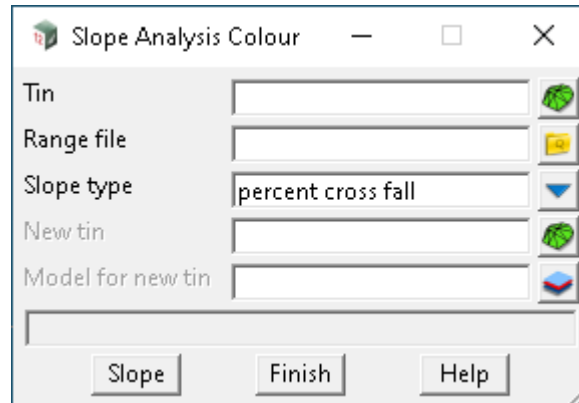 Slope Analysis Colour
Tin
Range file
Slope type percent cross fall
New tin
Model for new tin
Slope Finish Help